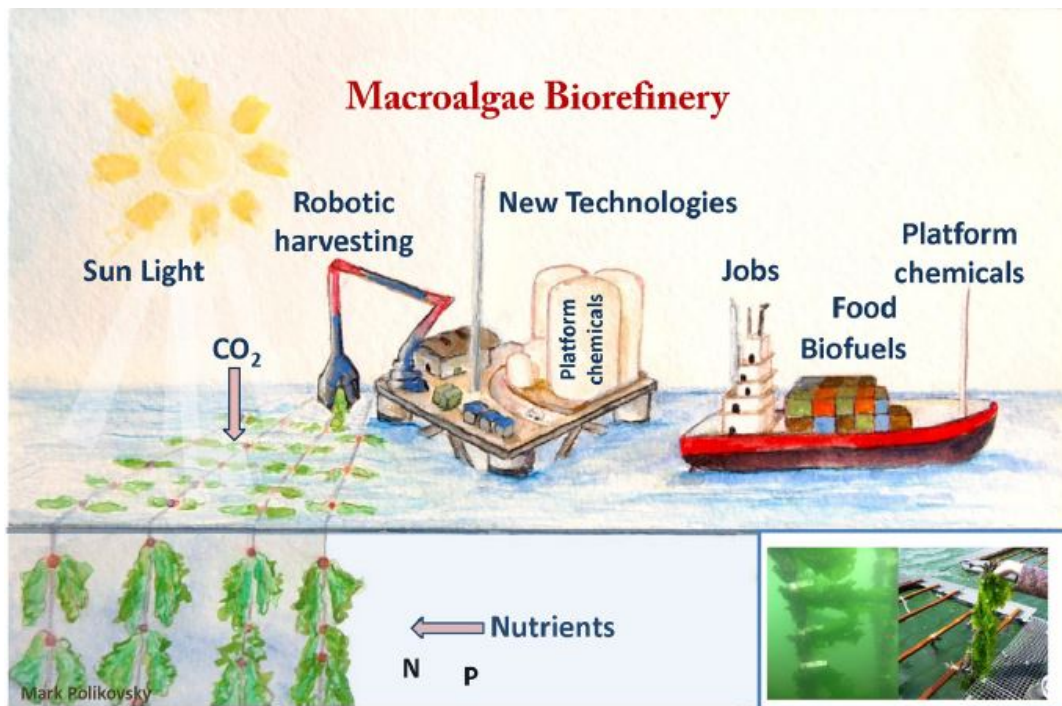 Macroalgae Biorefinery
Robotic
harvesting
New Technologies
Sun Light
CO₂
Platform
chemicals
Jobs
Food
Biofuels
Platform
chemicals
Nutrients
N
P
Mark Polikovsky